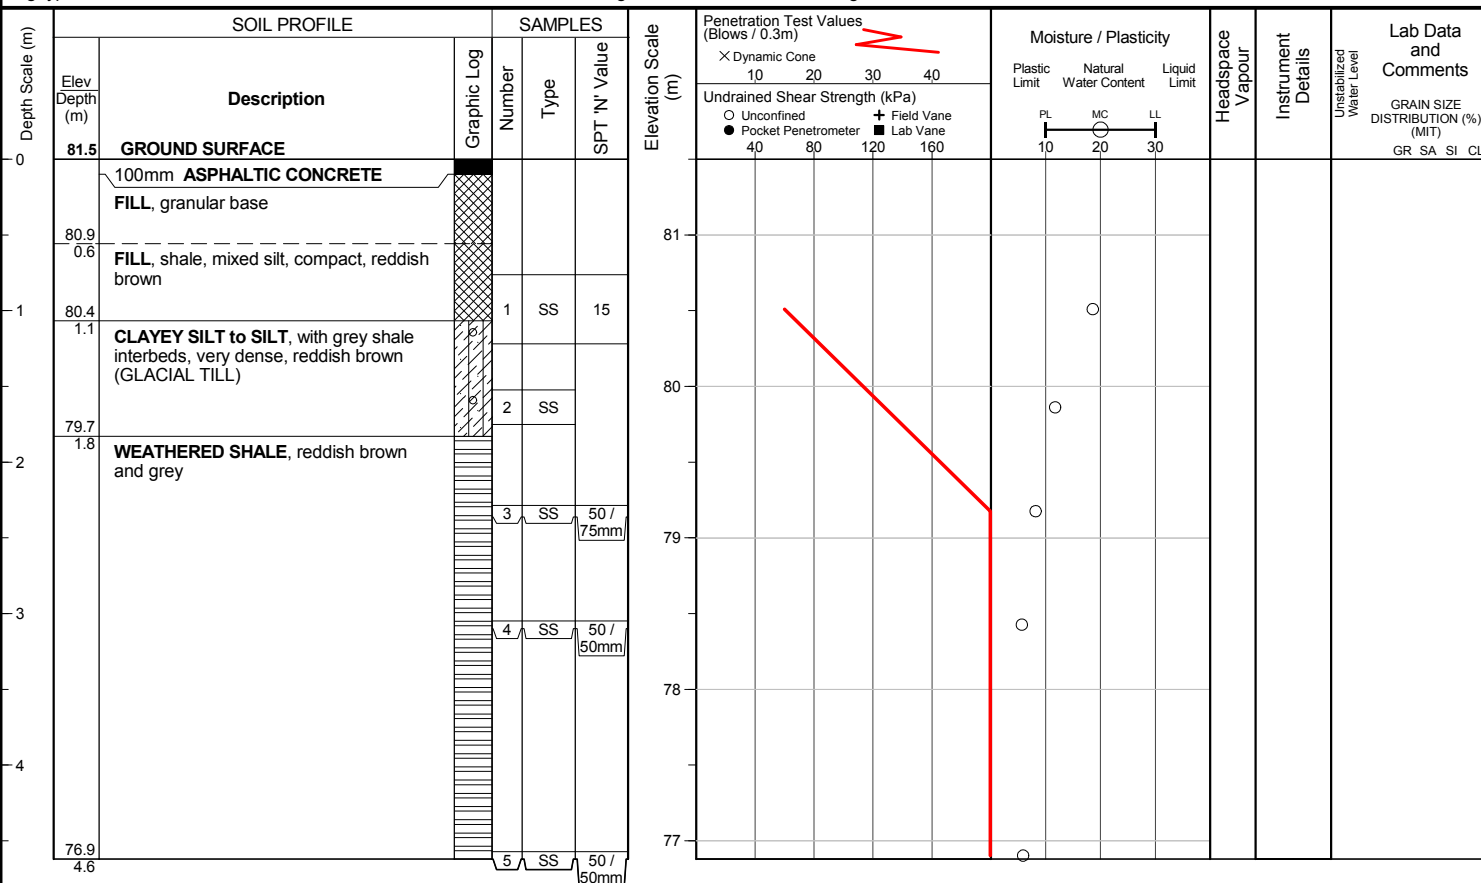 SOIL PROFILE
SAMPLES
Depth Scale (m)
Elev
Depth
(m)
Description
Graphic Log
Number
Type
SPT 'N' Value
Elevation Scale
(m)
Penetration Test Values
(Blows / 0.3m)
× Dynamic Cone
10 20 30 40
Undrained Shear Strength (kPa)
Unconfined + Field Vane
Pocket Penetrometer Lab Vane
40 80 120 160
Moisture / Plasticity
Plastic Natural Liquid
Limit Water Content Limit
PL MC LL
10 20 30
Headspace
Vapour
Instrument
Details
Unstabilized
Water Level
Lab Data
and
Comments
GRAIN SIZE
DISTRIBUTION (%)
(MIT)
GR SA SI CL
81.5 GROUND SURFACE
0
100mm ASPHALTIC CONCRETE
FILL, granular base
80.9
0.6
81
FILL, shale, mixed silt, compact, reddish
brown
80.4
1
1 SS 15
1.1
CLAYEY SILT to SILT, with grey shale
interbeds, very dense, reddish brown
(GLACIAL TILL)
80
2 SS
79.7
1.8
WEATHERED SHALE, reddish brown
and grey
2
3 SS 50 /
75mm
79
3
4 SS 50 /
50mm
78
4
77
76.9
4.6
5 SS 50 /
50mm